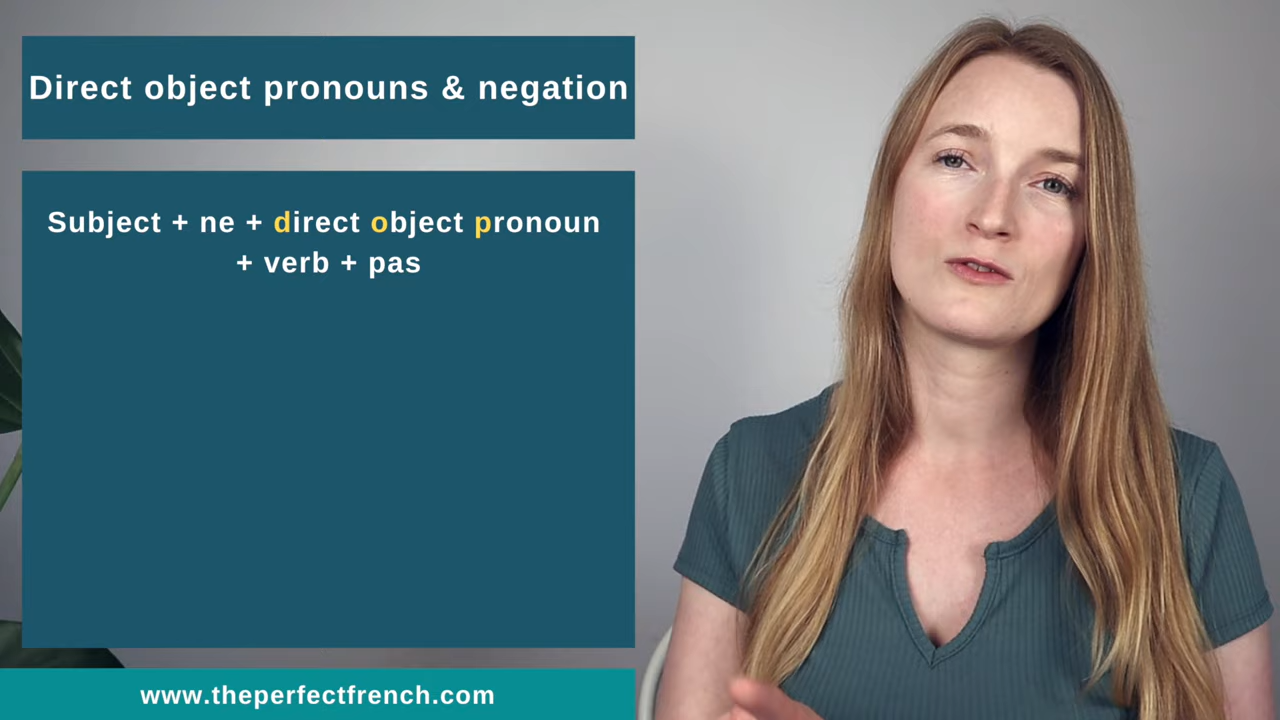 Direct object pronouns & negation
Subject + ne + direct object pronoun
+ verb + pas
www.theperfectfrench.com